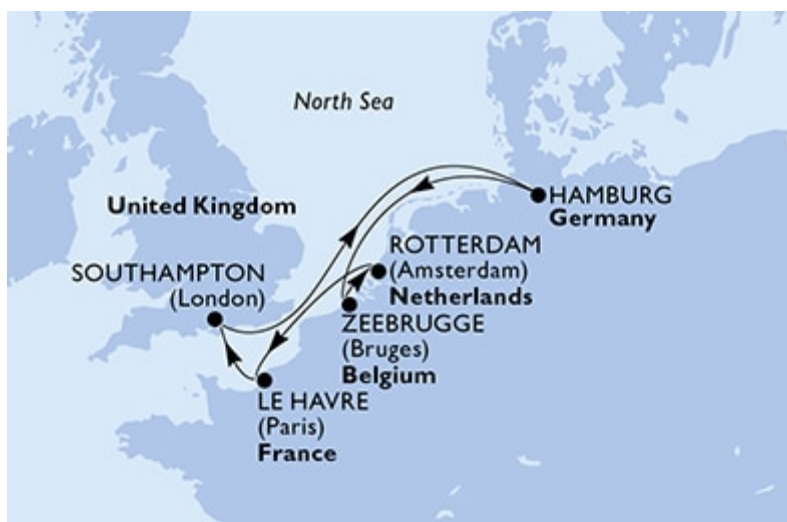 North Sea
United Kingdom
HAMBURG
Germany
ROTTERDAM
(Amsterdam)
Netherlands
SOUTHAMPTON
(London)
ZEEBRUGGE
(Bruges)
Belgium
LE HAVRE
(Paris)
France